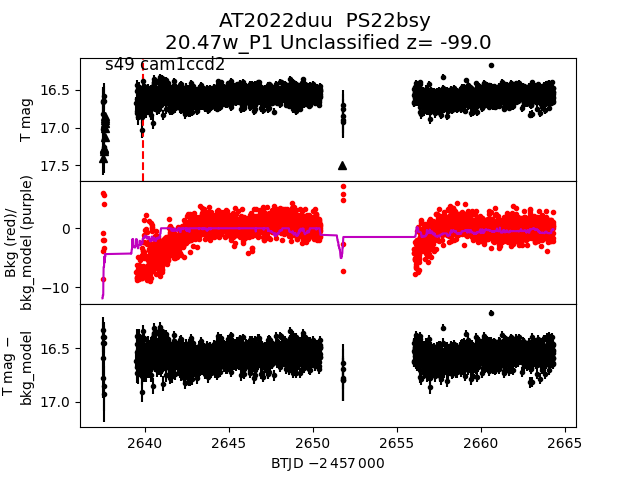 AT2022duu  PS22bsy
20.47w_P1 Unclassified z= -99.0
s49 cam1ccd2
T mag
16.5
17.0
17.5
Bkg (red)/
bkg_model (purple)
0
−10
T mag −
bkg_model
16.5
17.0
2640
2645
2650
2655
2660
2665
BTJD −2 457 000